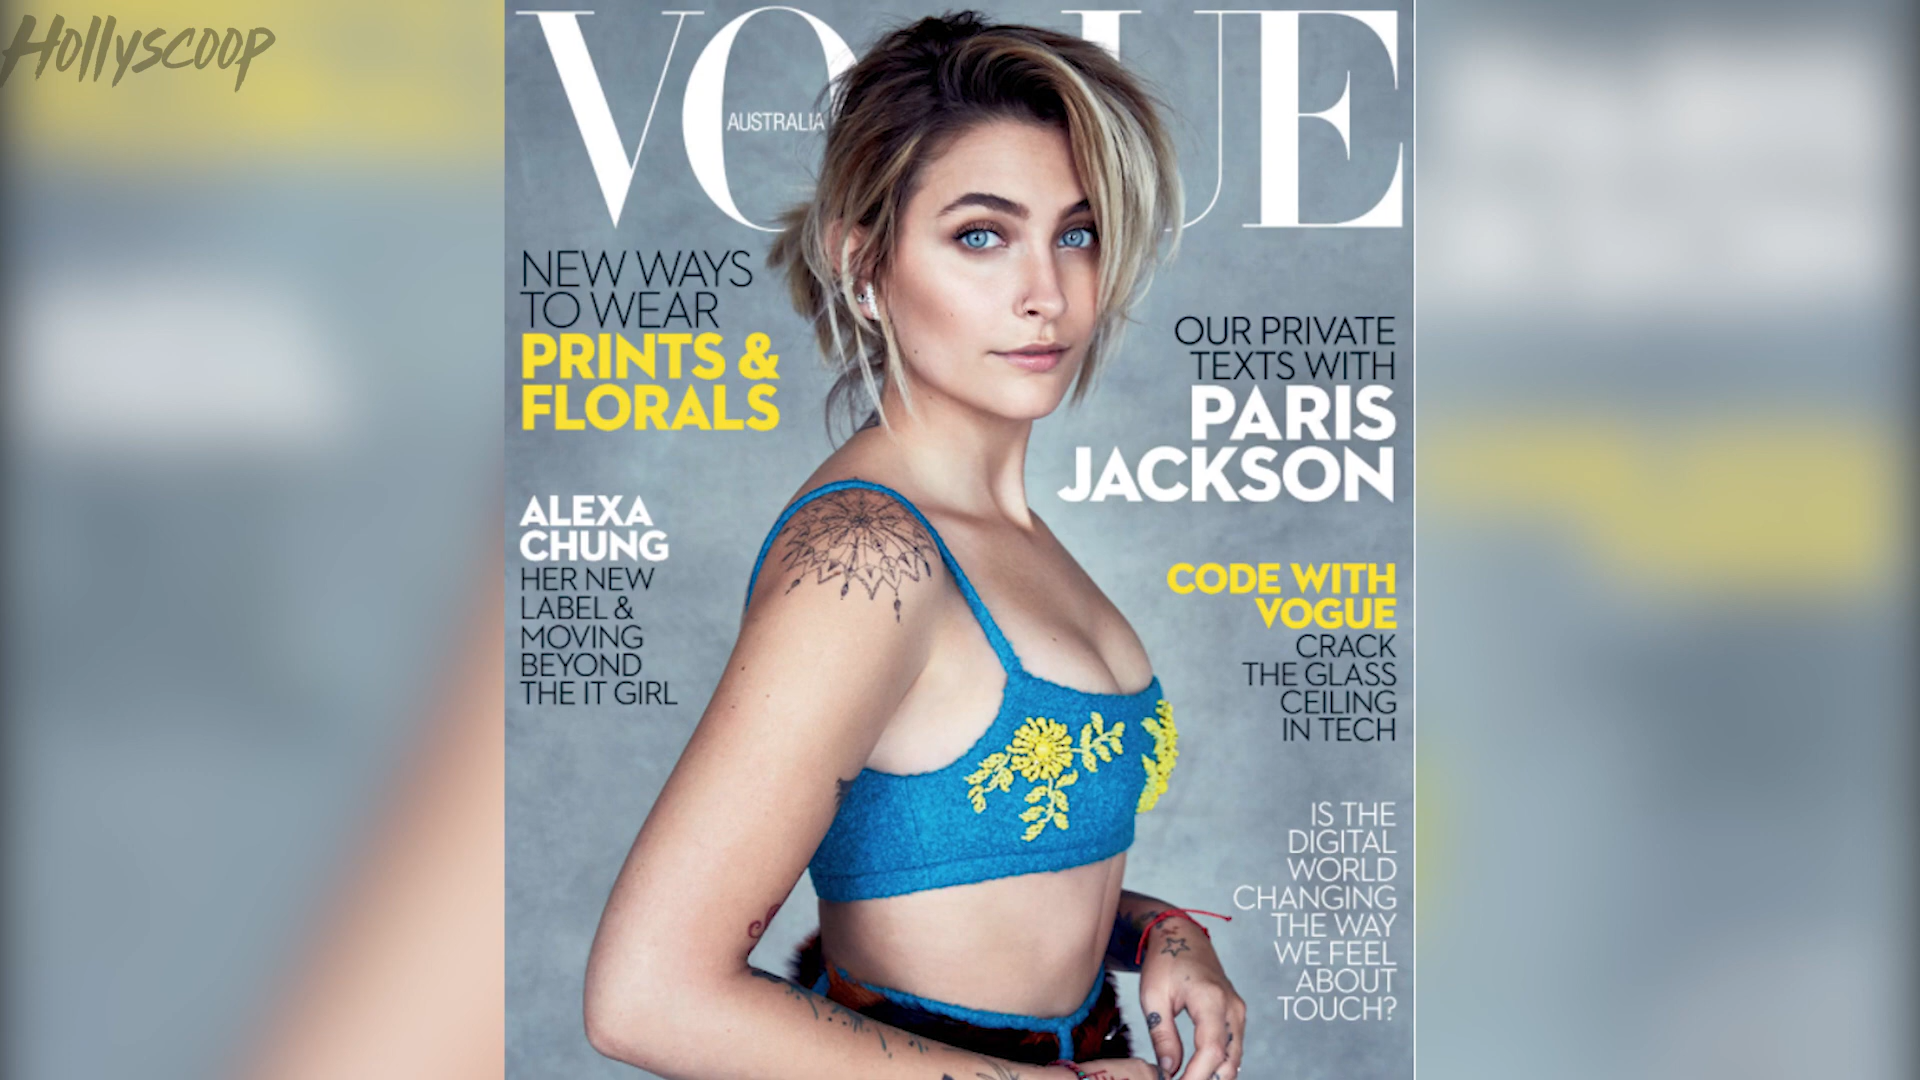 Hollyscoop
VOGUE
AUSTRALIA
NEW WAYS
TO WEAR
PRINTS &
FLORALS
ALEXA
CHUNG
HER NEW
LABEL &
MOVING
BEYOND
THE IT GIRL
OUR PRIVATE
TEXTS WITH
PARIS
JACKSON
CODE WITH
VOGUE
CRACK
THE GLASS
CEILING
IN TECH
IS THE
DIGITAL
WORLD
CHANGING
THE WAY
WE FEEL
ABOUT
TOUCH?